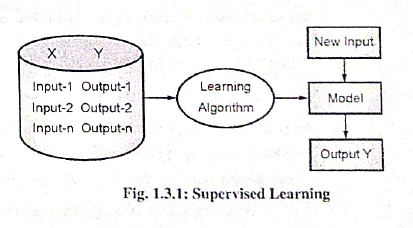 X Y
Input-1 Output-1
Input-2 Output-2
Input-n Output-n
Learning
Algorithm
New Input
Model
Output Y
Fig. 1.3.1: Supervised Learning